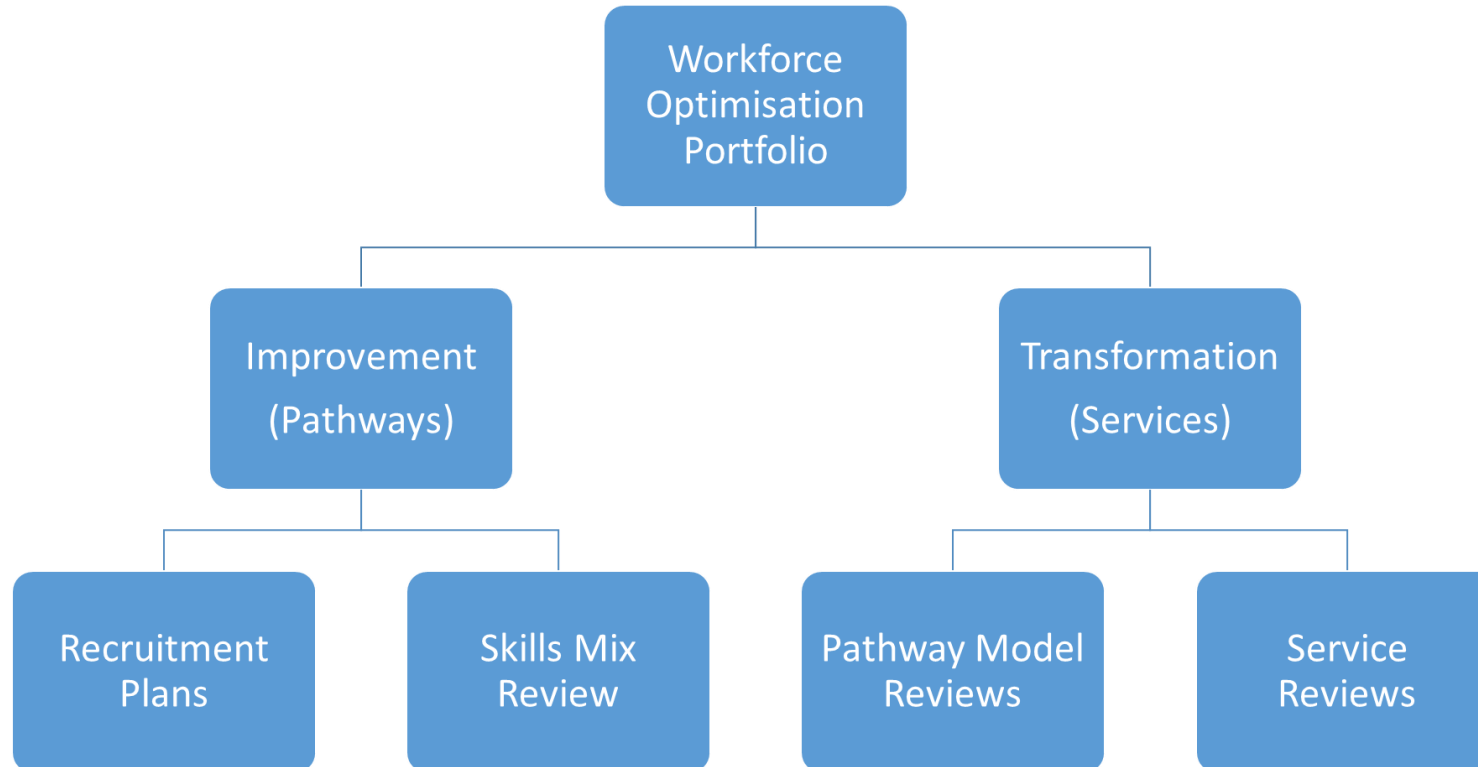 Workforce
Optimisation
Portfolio
Improvement
(Pathways)
Transformation
(Services)
Recruitment
Plans
Skills Mix
Review
Pathway Model
Reviews
Service
Reviews